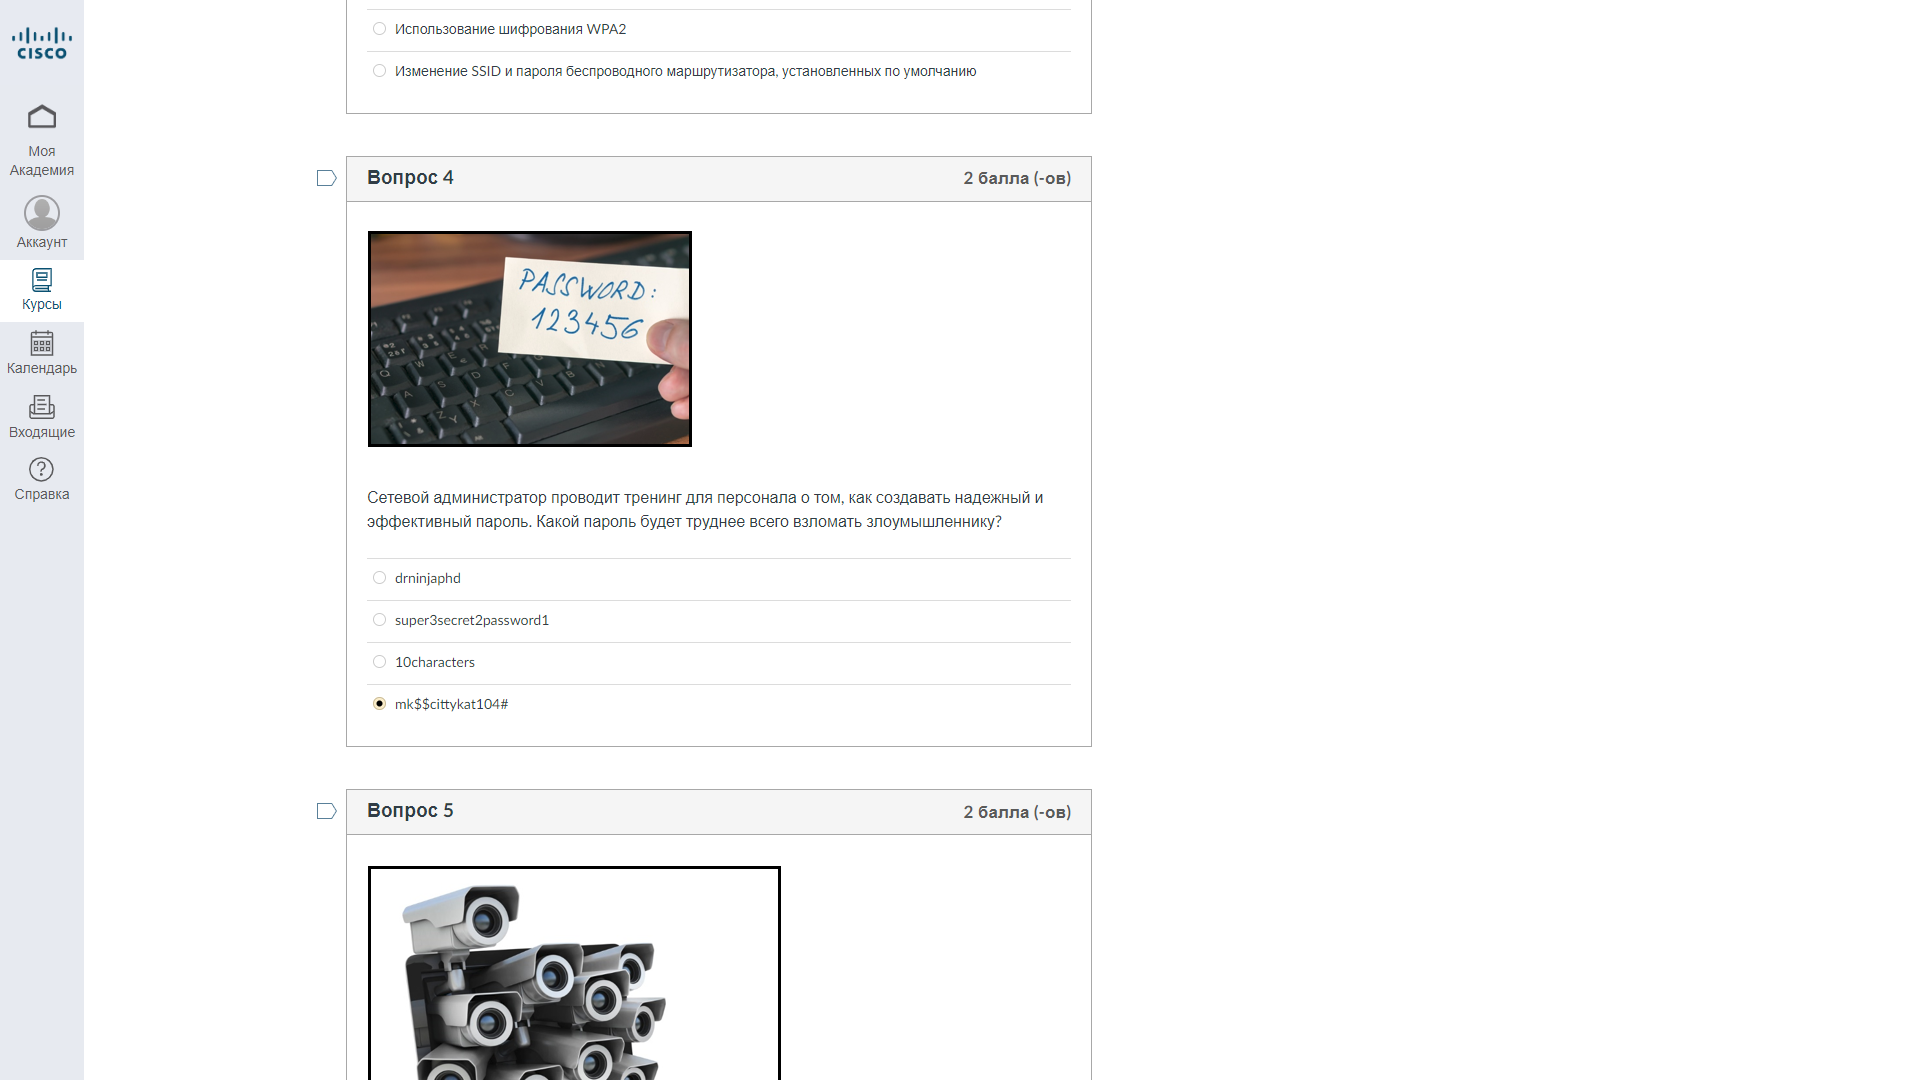 CISCO
Моя
Академия
Аккаунт
Курсы
Календарь
Входящие
Справка
Использование шифрования WPA2
Изменение SSID и пароля беспроводного маршрутизатора, установленных по умолчанию
Вопрос 4
2 балла (-ов)
PASSWORD:
123456
Сетевой администратор проводит тренинг для персонала о том, как создавать надежный и
эффективный пароль. Какой пароль будет труднее всего взломать злоумышленнику?
drninjaphd
super3secret2password1
10characters
mk$$cittykat104#
Вопрос 5
2 балла (-ов)